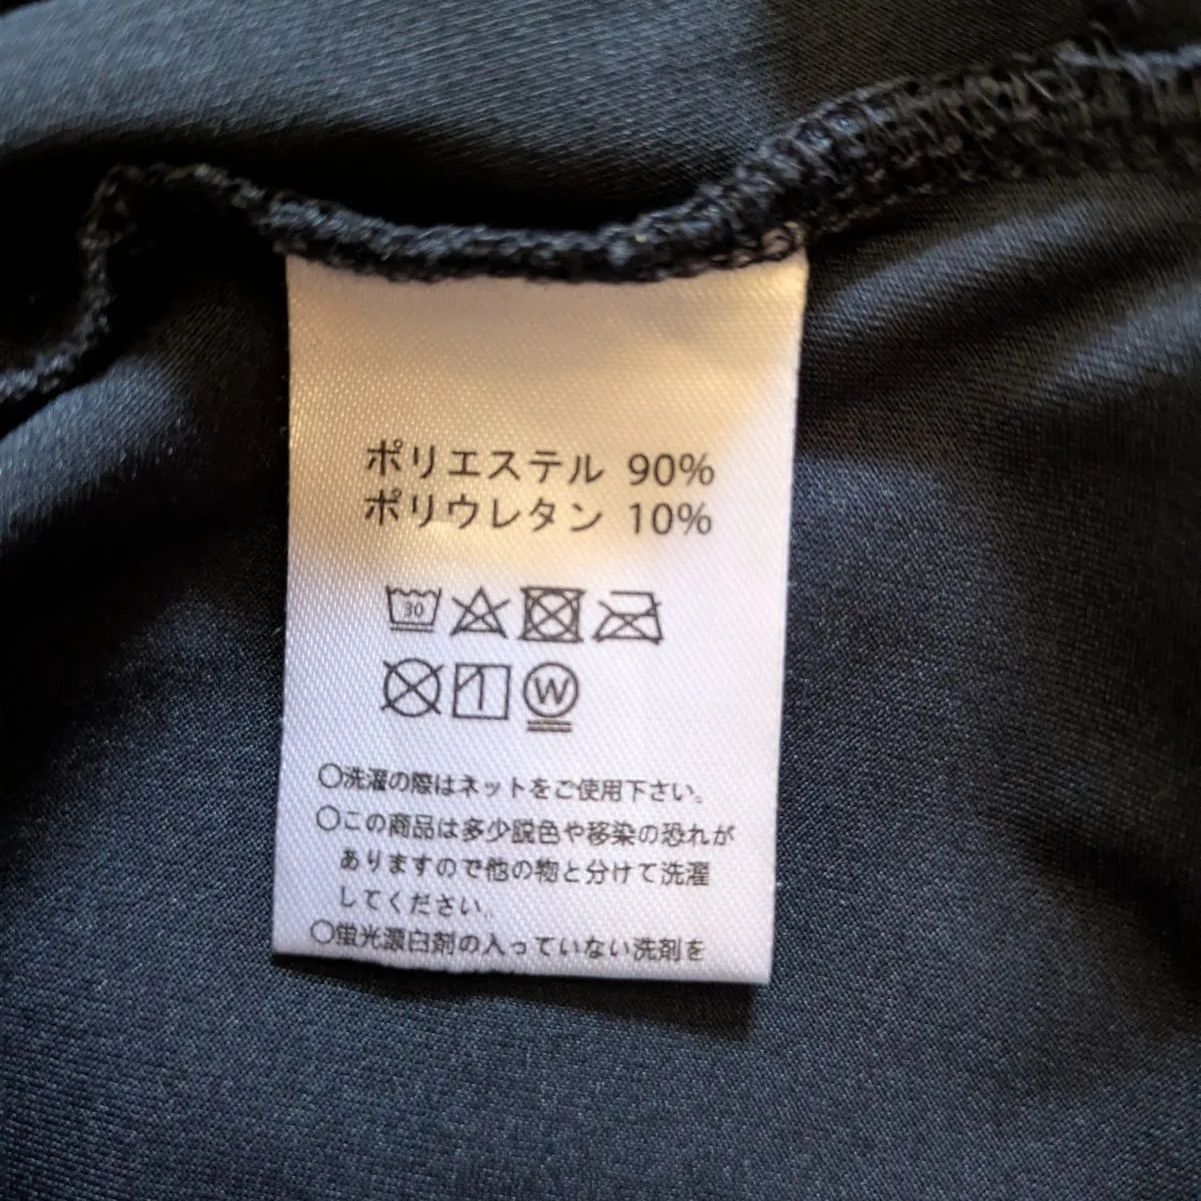 ポリエステル 90%
ポリウレタン 10%
30
W
○洗濯の際はネットをご使用下さい。
○この商品は多少脱色や移染の恐れが
ありますので他の物と分けて洗濯
してください。
○蛍光漂白剤の入っていない洗剤を